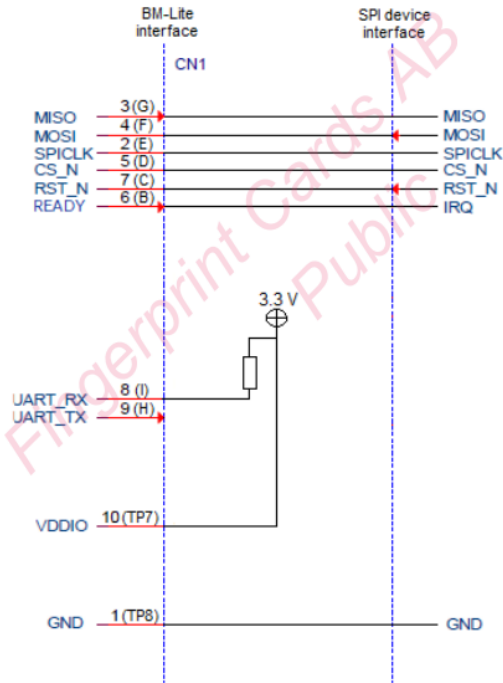 BM-Lite
interface
SPI device
interface
CN1
MISO 3 (G) MISO
MOSI 4 (F) MOSI
SPICLK 2 (E) SPICLK
CS_N 5 (D) CS_N
RST_N 7 (C) RST_N
READY 6 (B) IRQ
3.3 V
UART_RX 8 (I)
UART_TX 9 (H)
VDDIO 10 (TP7)
GND 1 (TP8) GND
Fingerprint Cards AB
Public